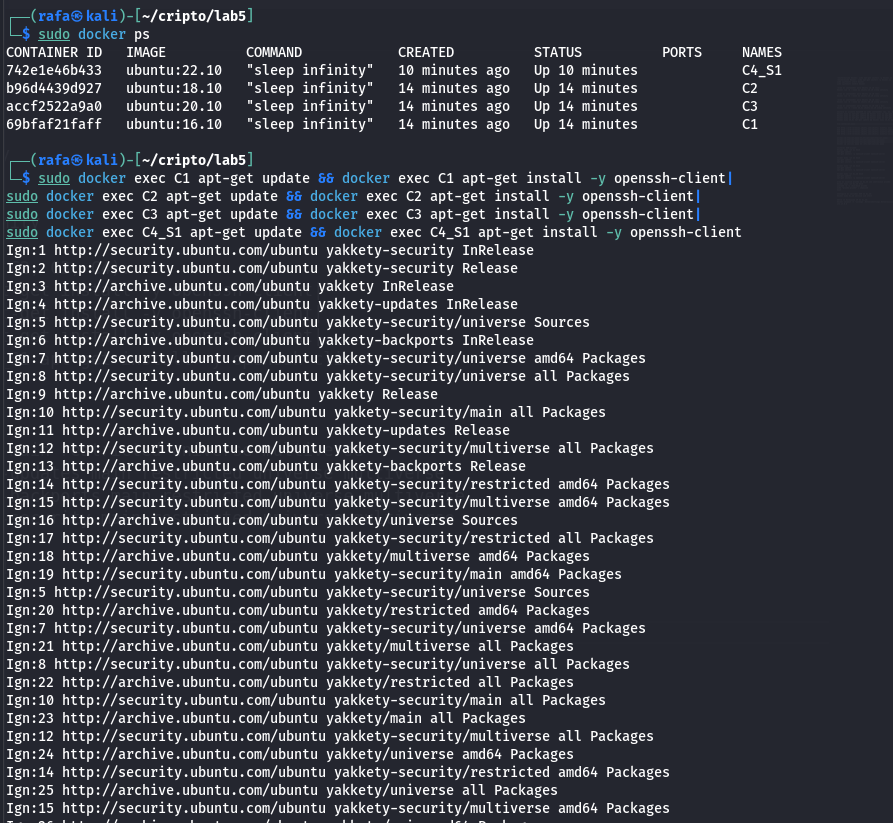 ┌──(rafa㉿kali)-[~/cripto/lab5]
└─$ sudo docker ps
CONTAINER ID   IMAGE          COMMAND            CREATED          STATUS          PORTS     NAMES
742e1e46b433   ubuntu:22.10   "sleep infinity"   10 minutes ago   Up 10 minutes             C4_S1
b96d4439d927   ubuntu:18.10   "sleep infinity"   14 minutes ago   Up 14 minutes             C2
accf2522a9a0   ubuntu:20.10   "sleep infinity"   14 minutes ago   Up 14 minutes             C3
69bfaf21faff   ubuntu:16.10   "sleep infinity"   14 minutes ago   Up 14 minutes             C1
┌──(rafa㉿kali)-[~/cripto/lab5]
└─$ sudo docker exec C1 apt-get update && docker exec C1 apt-get install -y openssh-client|
sudo docker exec C2 apt-get update && docker exec C2 apt-get install -y openssh-client|
sudo docker exec C3 apt-get update && docker exec C3 apt-get install -y openssh-client|
sudo docker exec C4_S1 apt-get update && docker exec C4_S1 apt-get install -y openssh-client
Ign:1 http://security.ubuntu.com/ubuntu yakkety-security InRelease
Ign:2 http://security.ubuntu.com/ubuntu yakkety-security Release
Ign:3 http://archive.ubuntu.com/ubuntu yakkety InRelease
Ign:4 http://archive.ubuntu.com/ubuntu yakkety-updates InRelease
Ign:5 http://security.ubuntu.com/ubuntu yakkety-security/universe Sources
Ign:6 http://archive.ubuntu.com/ubuntu yakkety-backports InRelease
Ign:7 http://security.ubuntu.com/ubuntu yakkety-security/universe amd64 Packages
Ign:8 http://security.ubuntu.com/ubuntu yakkety-security/universe all Packages
Ign:9 http://archive.ubuntu.com/ubuntu yakkety Release
Ign:10 http://security.ubuntu.com/ubuntu yakkety-security/main all Packages
Ign:11 http://archive.ubuntu.com/ubuntu yakkety-updates Release
Ign:12 http://security.ubuntu.com/ubuntu yakkety-security/multiverse all Packages
Ign:13 http://archive.ubuntu.com/ubuntu yakkety-backports Release
Ign:14 http://security.ubuntu.com/ubuntu yakkety-security/restricted amd64 Packages
Ign:15 http://security.ubuntu.com/ubuntu yakkety-security/multiverse amd64 Packages
Ign:16 http://archive.ubuntu.com/ubuntu yakkety/universe Sources
Ign:17 http://security.ubuntu.com/ubuntu yakkety-security/restricted all Packages
Ign:18 http://archive.ubuntu.com/ubuntu yakkety/multiverse amd64 Packages
Ign:19 http://security.ubuntu.com/ubuntu yakkety-security/main amd64 Packages
Ign:5 http://security.ubuntu.com/ubuntu yakkety-security/universe Sources
Ign:20 http://archive.ubuntu.com/ubuntu yakkety/restricted amd64 Packages
Ign:7 http://security.ubuntu.com/ubuntu yakkety-security/universe amd64 Packages
Ign:21 http://archive.ubuntu.com/ubuntu yakkety/multiverse all Packages
Ign:8 http://security.ubuntu.com/ubuntu yakkety-security/universe all Packages
Ign:22 http://archive.ubuntu.com/ubuntu yakkety/restricted all Packages
Ign:10 http://security.ubuntu.com/ubuntu yakkety-security/main all Packages
Ign:23 http://archive.ubuntu.com/ubuntu yakkety/main all Packages
Ign:12 http://security.ubuntu.com/ubuntu yakkety-security/multiverse all Packages
Ign:24 http://archive.ubuntu.com/ubuntu yakkety/universe amd64 Packages
Ign:14 http://security.ubuntu.com/ubuntu yakkety-security/restricted amd64 Packages
Ign:25 http://archive.ubuntu.com/ubuntu yakkety/universe all Packages
Ign:15 http://security.ubuntu.com/ubuntu yakkety-security/multiverse amd64 Packages